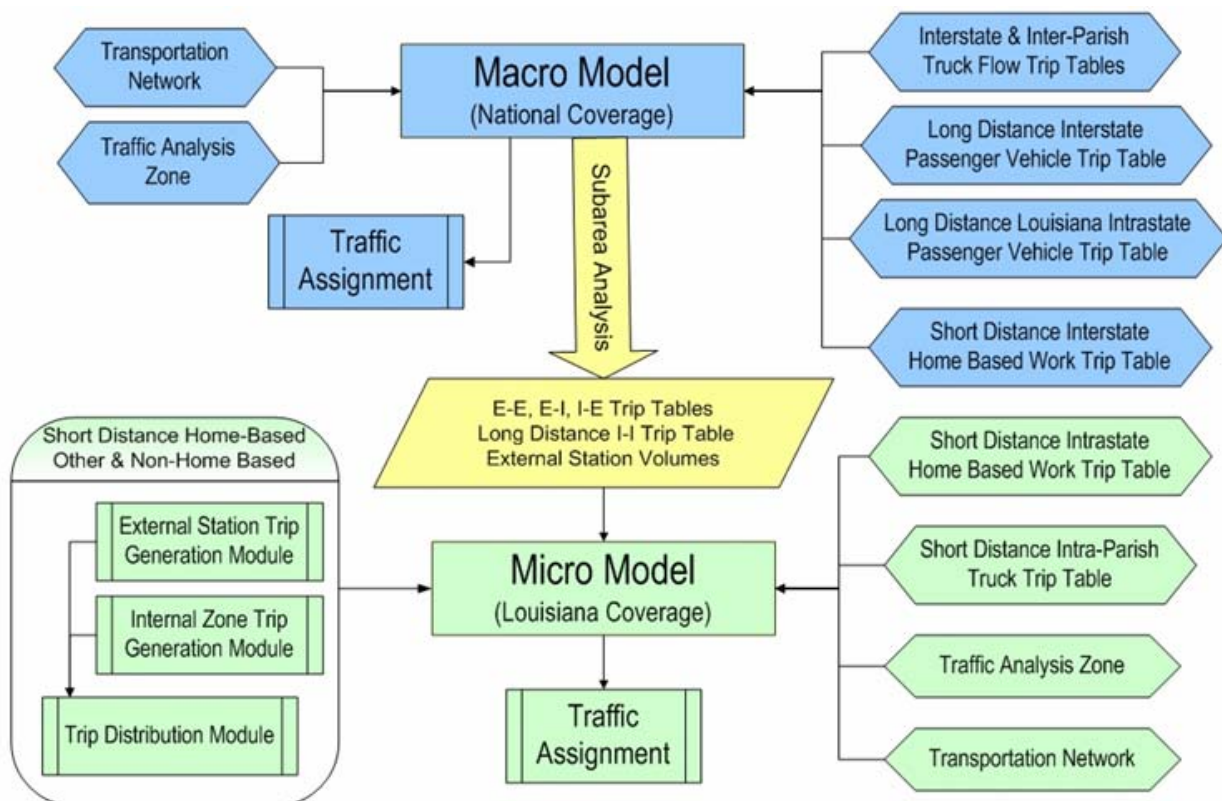 Transportation
Network
Traffic Analysis
Zone
Macro Model
(National Coverage)
Interstate & Inter-Parish
Truck Flow Trip Tables
Long Distance Interstate
Passenger Vehicle Trip Table
Long Distance Louisiana Intrastate
Passenger Vehicle Trip Table
Short Distance Interstate
Home Based Work Trip Table
Traffic
Assignment
Subarea Analysis
E-E, E-I, I-E Trip Tables
Long Distance I-I Trip Table
External Station Volumes
Short Distance Home-Based
Other & Non-Home Based
External Station Trip
Generation Module
Internal Zone Trip
Generation Module
Trip Distribution Module
Micro Model
(Louisiana Coverage)
Traffic
Assignment
Short Distance Intrastate
Home Based Work Trip Table
Short Distance Intra-Parish
Truck Trip Table
Traffic Analysis Zone
Transportation Network